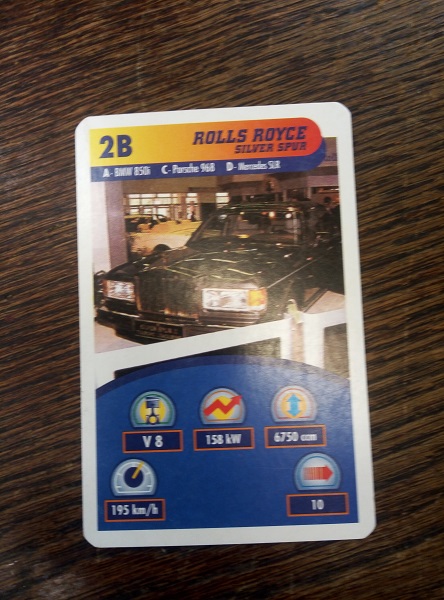 2B
ROLLS ROYCE
SILVER SPUR
A - BMW 850i C - Porsche 968 D - Mercedes SLR
V 8
158 kW
6750 ccm
195 km/h
10